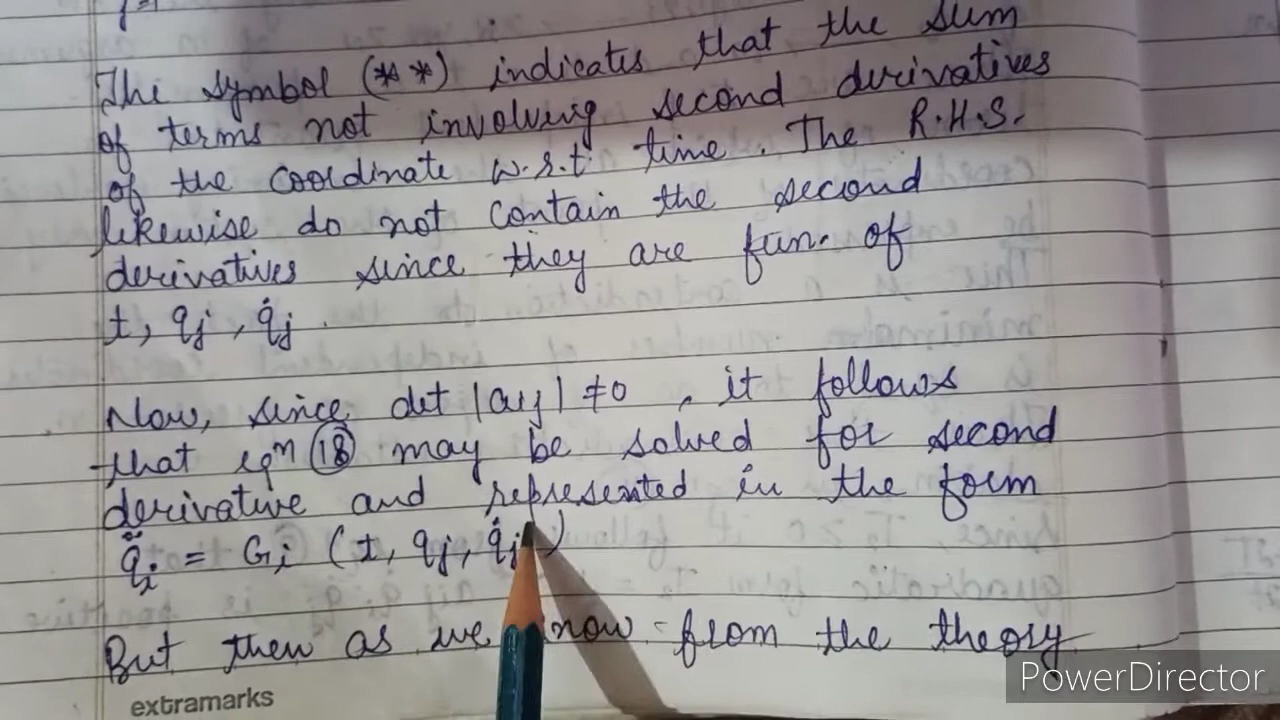 The symbol (**) indicates that the sum
of terms not involving second derivatives
of the coordinate w.r.t. time. The R.H.S.
likewise do not contain the second
derivatives since they are fun. of
t, qj, q̇j.
Now, since det |aij| ≠ 0, it follows
that eqn (18) may be solved for second
derivative and represented in the form
q̈i = Gi (t, qj, q̇j)
But then as we know from the theory
extramarks
PowerDirector